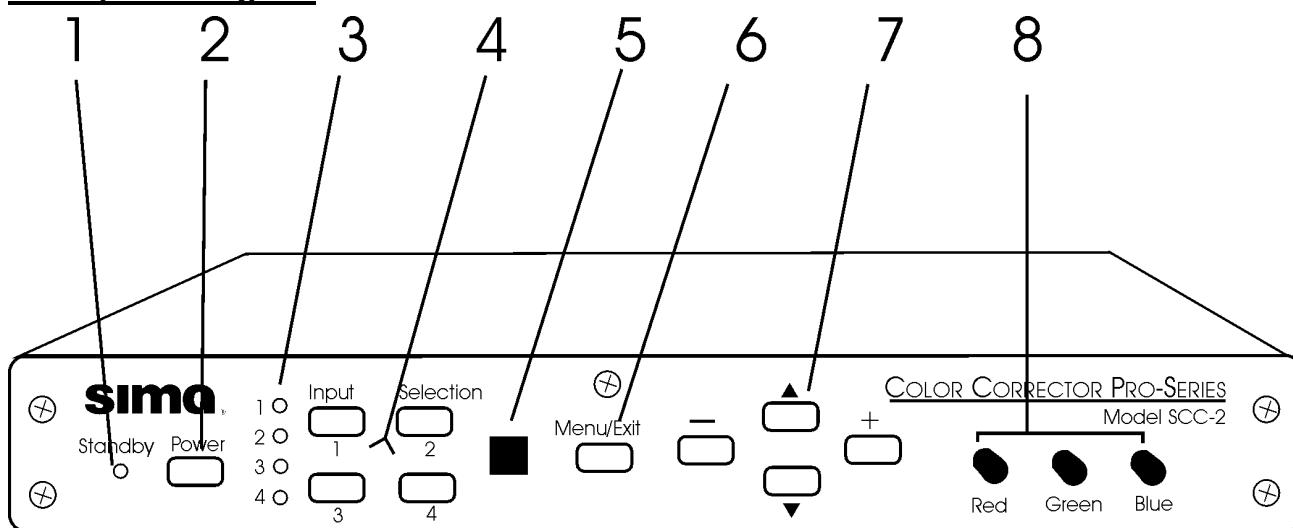 1 2 3 4 5 6 7 8
sima
Standby
Power
1
2
3
4
Input Selection
1 2
3 4
Menu/Exit
−
▲
▼
+
COLOR CORRECTOR PRO-SERIES
Model SCC-2
Red Green Blue